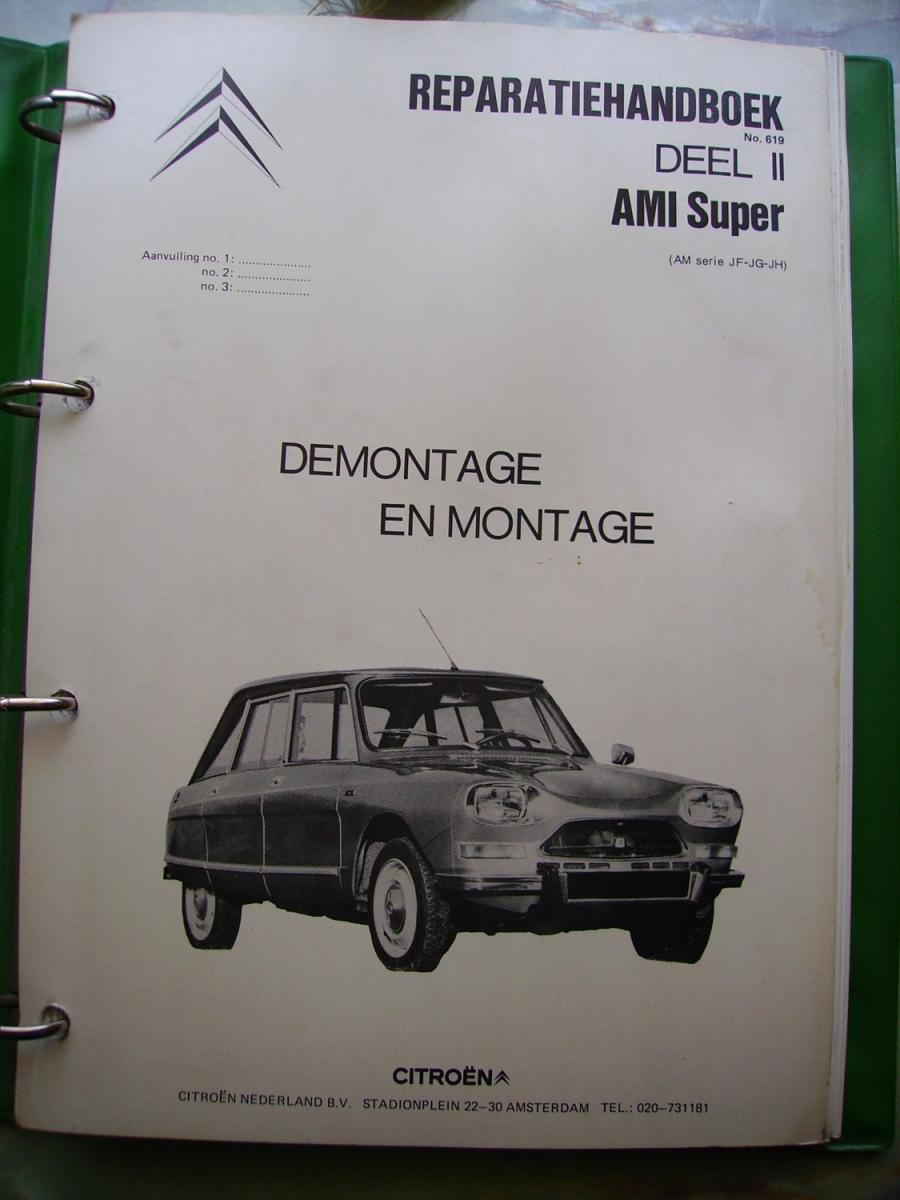 REPARATIEHANDBOEK
No. 619
DEEL II
AMI Super
(AM serie JF-JG-JH)
Aanvulling no. 1: ....................
no. 2: ....................
no. 3: ....................
DEMONTAGE
EN MONTAGE
CITROËN
CITROËN NEDERLAND B.V. STADIONPLEIN 22–30 AMSTERDAM TEL.: 020–731181